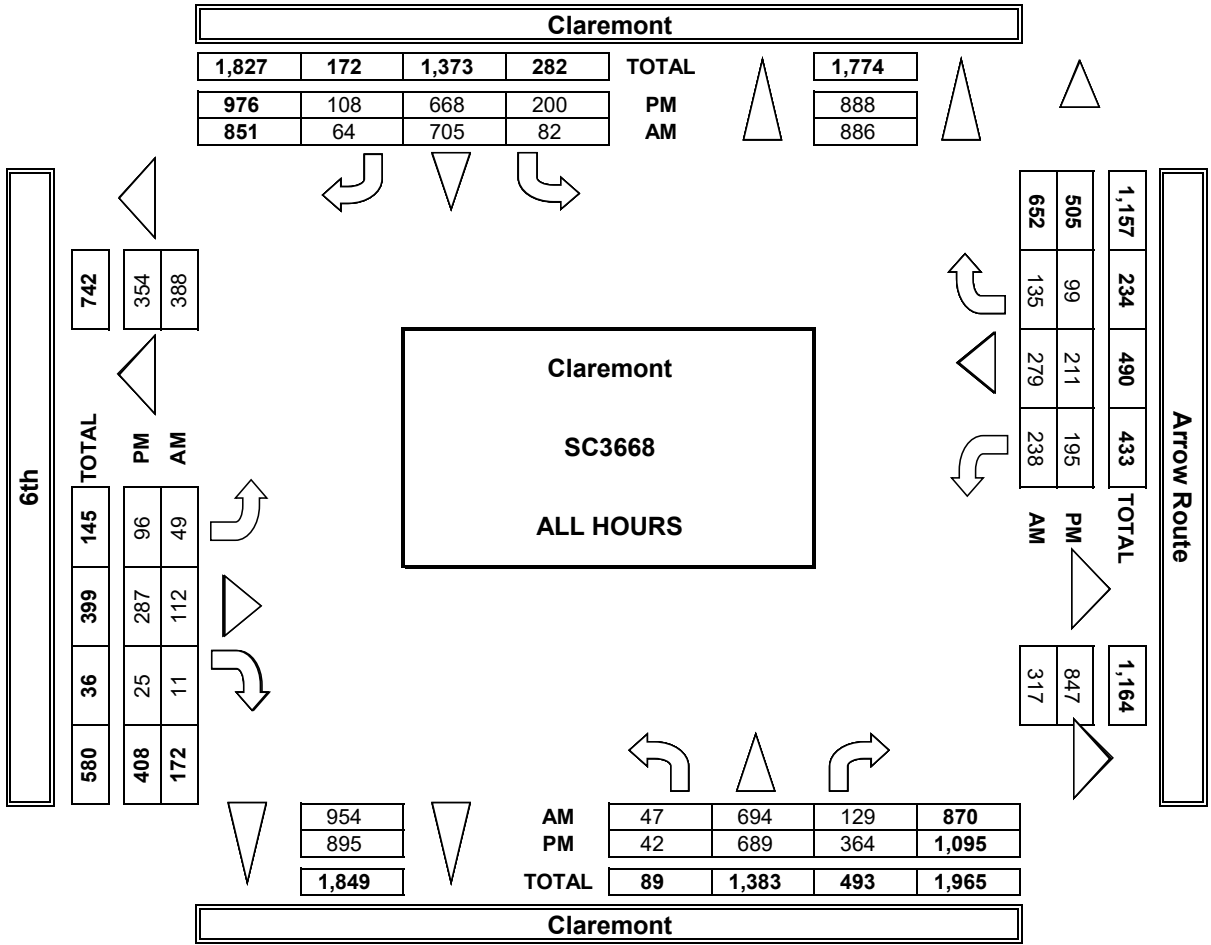 Claremont
1,827 172 1,373 282 TOTAL 1,774
976 108 668 200 PM 888
851 64 705 82 AM 886
6th
742
354
388
TOTAL PM AM
145 96 49
399 287 112
36 25 11
580 408 172
Claremont
SC3668
ALL HOURS
652 505 1,157
135 99 234
279 211 490
238 195 433
AM PM TOTAL
317 847 1,164
Arrow Route
954 AM 47 694 129 870
895 PM 42 689 364 1,095
1,849 TOTAL 89 1,383 493 1,965
Claremont